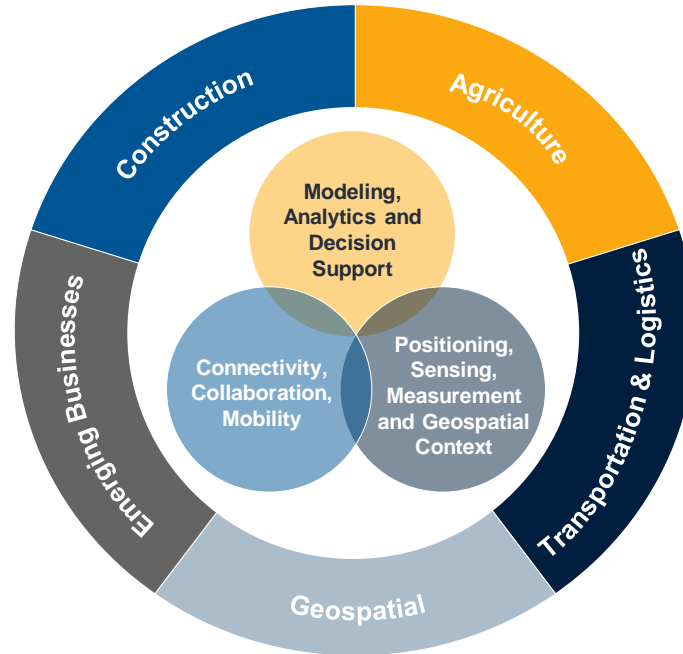 Construction
Agriculture
Modeling,
Analytics and
Decision
Support
Connectivity,
Collaboration,
Mobility
Positioning,
Sensing,
Measurement
and Geospatial
Context
Emerging Businesses
Transportation & Logistics
Geospatial